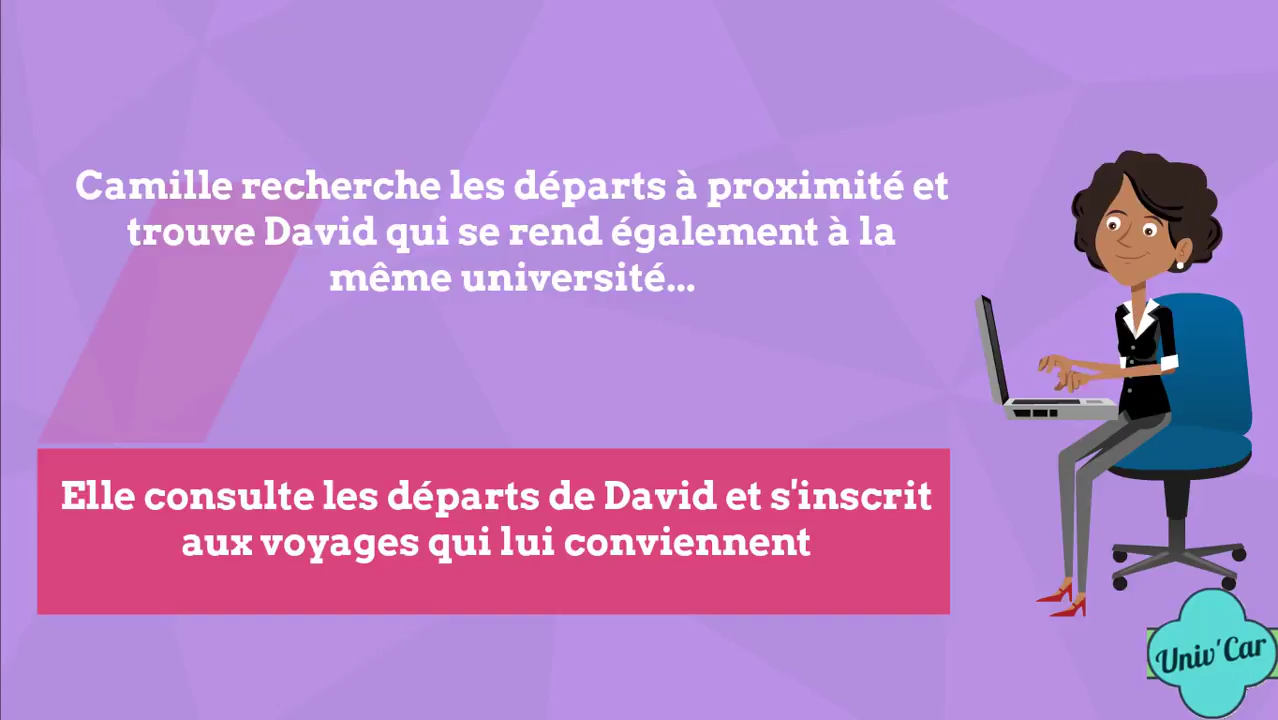 Camille recherche les départs à proximité et
trouve David qui se rend également à la
même université...
Elle consulte les départs de David et s'inscrit
aux voyages qui lui conviennent
Univ'Car